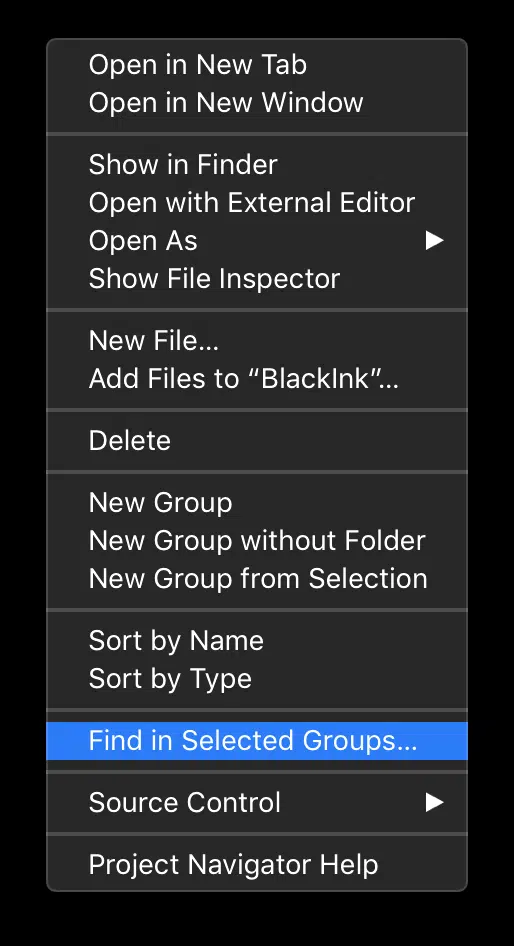 Open in New Tab
Open in New Window
Show in Finder
Open with External Editor
Open As
Show File Inspector
New File...
Add Files to “BlackInk”...
Delete
New Group
New Group without Folder
New Group from Selection
Sort by Name
Sort by Type
Find in Selected Groups...
Source Control
Project Navigator Help